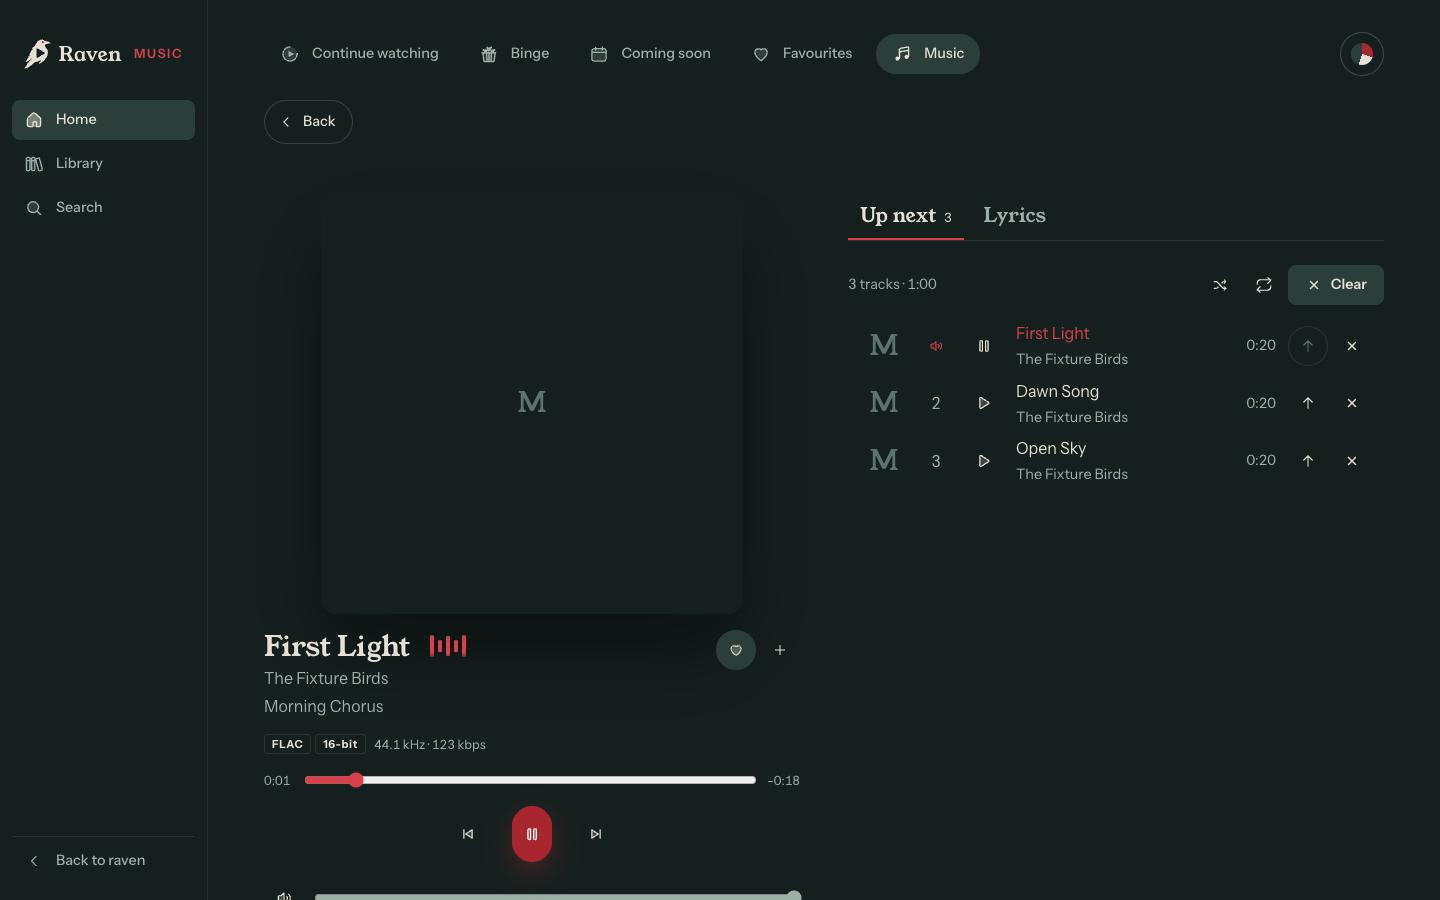 Raven MUSIC
Continue watching
Binge
Coming soon
Favourites
Music
Home
Library
Search
Back to raven
Back
M
First Light
The Fixture Birds
Morning Chorus
FLAC 16-bit 44.1 kHz · 123 kbps
0:01 -0:18
Up next 3
Lyrics
3 tracks · 1:00
Clear
M First Light 0:20
The Fixture Birds
M 2 Dawn Song 0:20
The Fixture Birds
M 3 Open Sky 0:20
The Fixture Birds